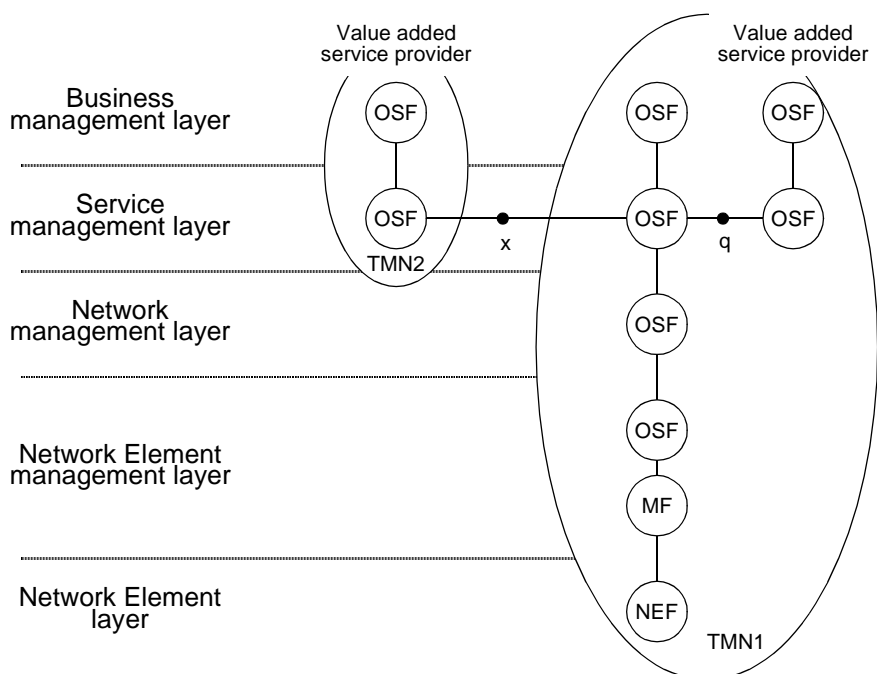 Value added
service provider
Value added
service provider
Business
management layer
OSF
OSF
OSF
Service
management layer
OSF
x
OSF
q
OSF
TMN2
Network
management layer
OSF
Network Element
management layer
OSF
MF
Network Element
layer
NEF
TMN1